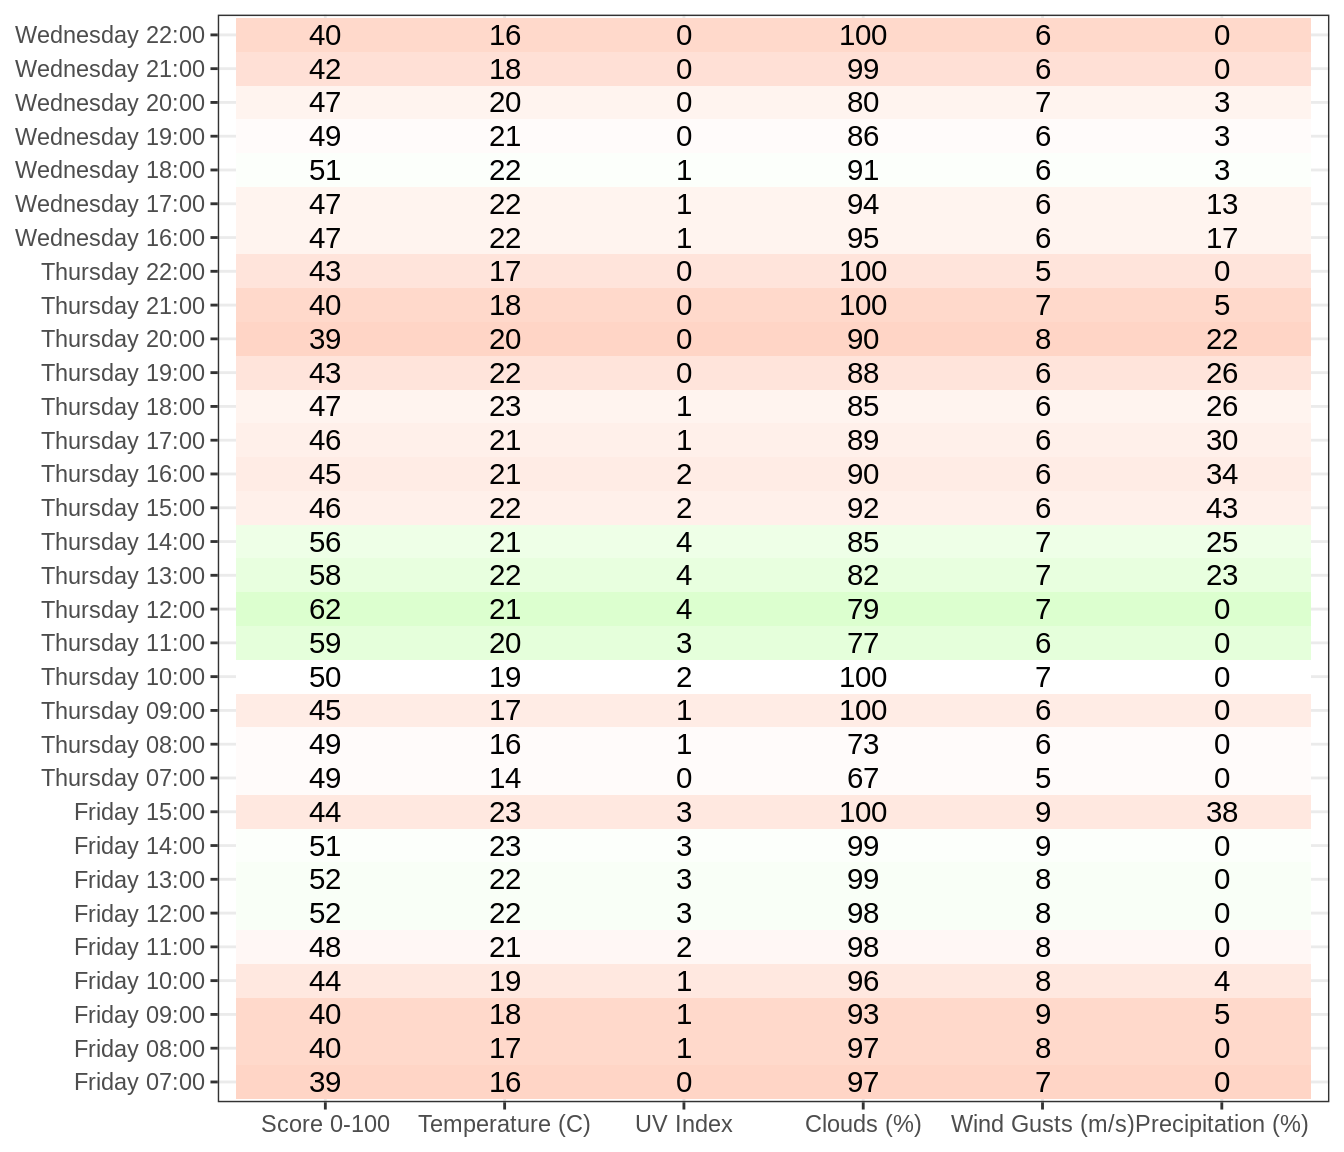 Wednesday 22:00 40 16 0 100 6 0
Wednesday 21:00 42 18 0 99 6 0
Wednesday 20:00 47 20 0 80 7 3
Wednesday 19:00 49 21 0 86 6 3
Wednesday 18:00 51 22 1 91 6 3
Wednesday 17:00 47 22 1 94 6 13
Wednesday 16:00 47 22 1 95 6 17
Thursday 22:00 43 17 0 100 5 0
Thursday 21:00 40 18 0 100 7 5
Thursday 20:00 39 20 0 90 8 22
Thursday 19:00 43 22 0 88 6 26
Thursday 18:00 47 23 1 85 6 26
Thursday 17:00 46 21 1 89 6 30
Thursday 16:00 45 21 2 90 6 34
Thursday 15:00 46 22 2 92 6 43
Thursday 14:00 56 21 4 85 7 25
Thursday 13:00 58 22 4 82 7 23
Thursday 12:00 62 21 4 79 7 0
Thursday 11:00 59 20 3 77 6 0
Thursday 10:00 50 19 2 100 7 0
Thursday 09:00 45 17 1 100 6 0
Thursday 08:00 49 16 1 73 6 0
Thursday 07:00 49 14 0 67 5 0
Friday 15:00 44 23 3 100 9 38
Friday 14:00 51 23 3 99 9 0
Friday 13:00 52 22 3 99 8 0
Friday 12:00 52 22 3 98 8 0
Friday 11:00 48 21 2 98 8 0
Friday 10:00 44 19 1 96 8 4
Friday 09:00 40 18 1 93 9 5
Friday 08:00 40 17 1 97 8 0
Friday 07:00 39 16 0 97 7 0
Score 0-100 Temperature (C) UV Index Clouds (%) Wind Gusts (m/s) Precipitation (%)